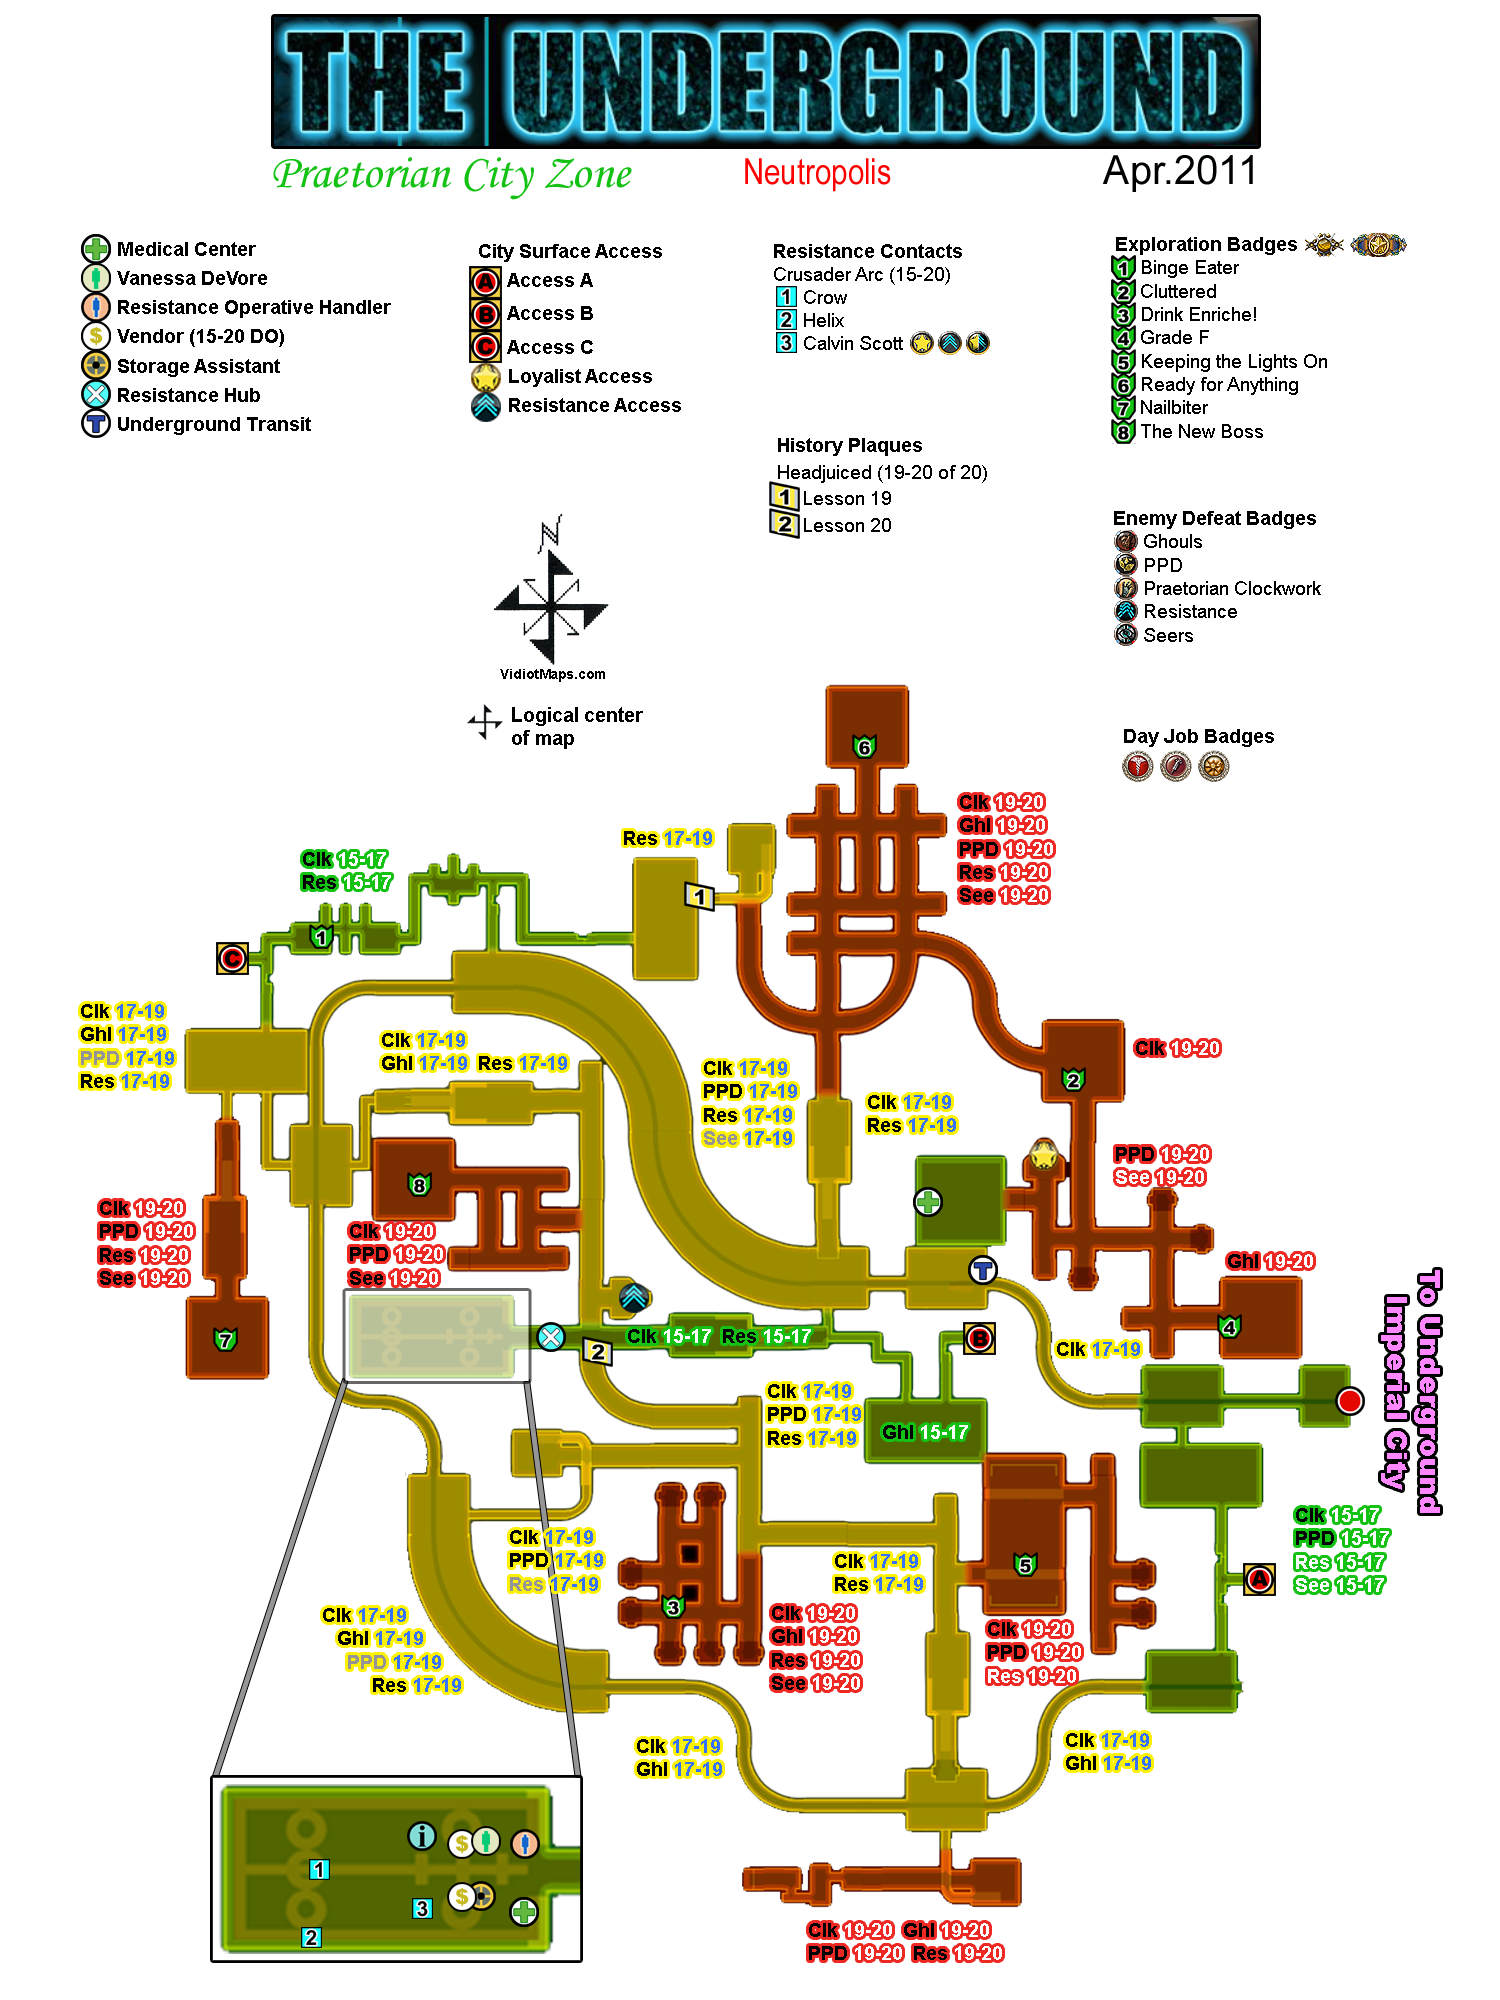 THE UNDERGROUND
Praetorian City Zone
Neutropolis
Apr.2011
Medical Center
Vanessa DeVore
Resistance Operative Handler
$ Vendor (15-20 DO)
Storage Assistant
Resistance Hub
T Underground Transit
City Surface Access
A Access A
B Access B
C Access C
Loyalist Access
Resistance Access
Resistance Contacts
Crusader Arc (15-20)
1 Crow
2 Helix
3 Calvin Scott
History Plaques
Headjuiced (19-20 of 20)
1 Lesson 19
2 Lesson 20
Exploration Badges
1 Binge Eater
2 Cluttered
3 Drink Enriche!
4 Grade F
5 Keeping the Lights On
6 Ready for Anything
7 Nailbiter
8 The New Boss
Enemy Defeat Badges
Ghouls
PPD
Praetorian Clockwork
Resistance
Seers
Day Job Badges
N
VidiotMaps.com
Logical center
of map
6
Clk 19-20
Ghl 19-20
PPD 19-20
Res 19-20
See 19-20
Res 17-19
1
Clk 15-17
Res 15-17
1
C
Clk 17-19
Ghl 17-19
PPD 17-19
Res 17-19
Clk 17-19
Ghl 17-19 Res 17-19
Clk 17-19
PPD 17-19
Res 17-19
See 17-19
Clk 17-19
Res 17-19
Clk 19-20
2
PPD 19-20
See 19-20
8
Clk 19-20
PPD 19-20
Res 19-20
See 19-20
Clk 19-20
PPD 19-20
See 19-20
T
Ghl 19-20
4
7
2
Clk 15-17 Res 15-17
B
Clk 17-19
To Underground
Imperial City
Clk 17-19
PPD 17-19
Res 17-19
Ghl 15-17
Clk 15-17
PPD 15-17
Res 15-17
See 15-17
A
Clk 17-19
PPD 17-19
Res 17-19
Clk 17-19
Res 17-19
5
3
Clk 17-19
Ghl 17-19
PPD 17-19
Res 17-19
Clk 19-20
Ghl 19-20
Res 19-20
See 19-20
Clk 19-20
PPD 19-20
Res 19-20
Clk 17-19
Ghl 17-19
Clk 17-19
Ghl 17-19
i
$
1
$
3
2
Clk 19-20 Ghl 19-20
PPD 19-20 Res 19-20